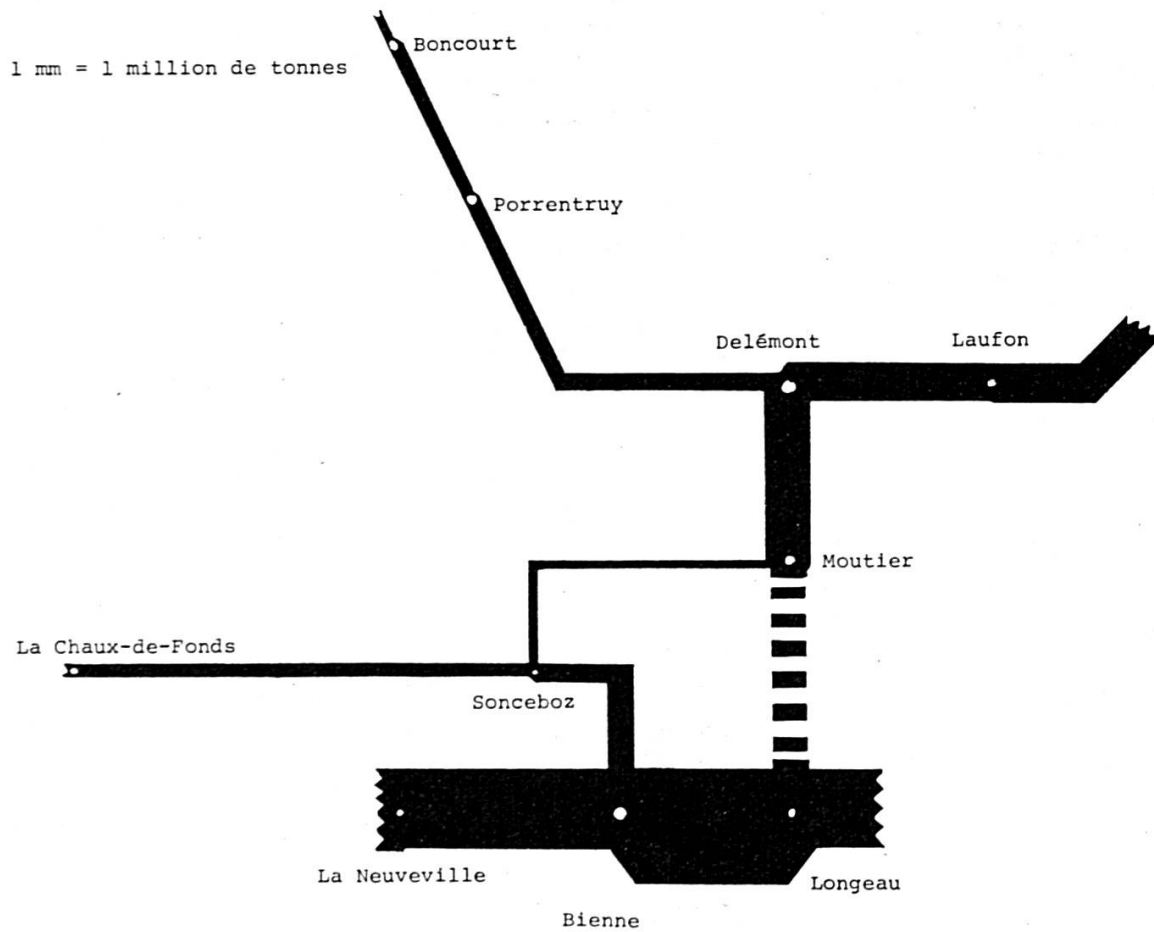 Boncourt
1 mm = 1 million de tonnes
Porrentruy
Delémont
Laufon
Moutier
La Chaux-de-Fonds
Sonceboz
La Neuveville
Longeau
Bienne